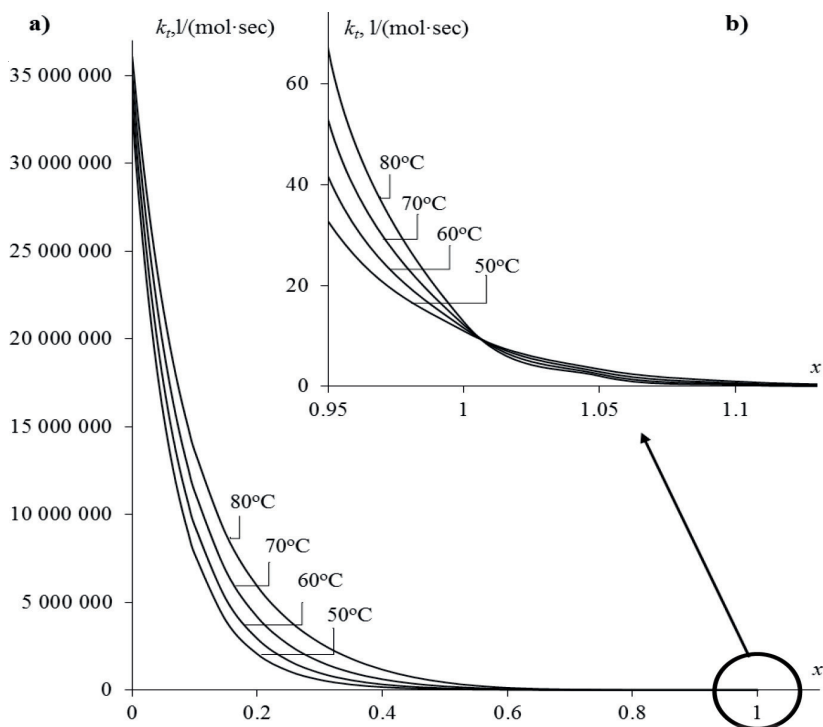 a)
kₜ,l/(mol·sec)
35 000 000
30 000 000
25 000 000
20 000 000
15 000 000
10 000 000
5 000 000
0
80°C
70°C
60°C
50°C
x
0
0.2
0.4
0.6
0.8
1
b)
kₜ, l/(mol·sec)
60
40
20
0
80°C
70°C
60°C
50°C
x
0.95
1
1.05
1.1